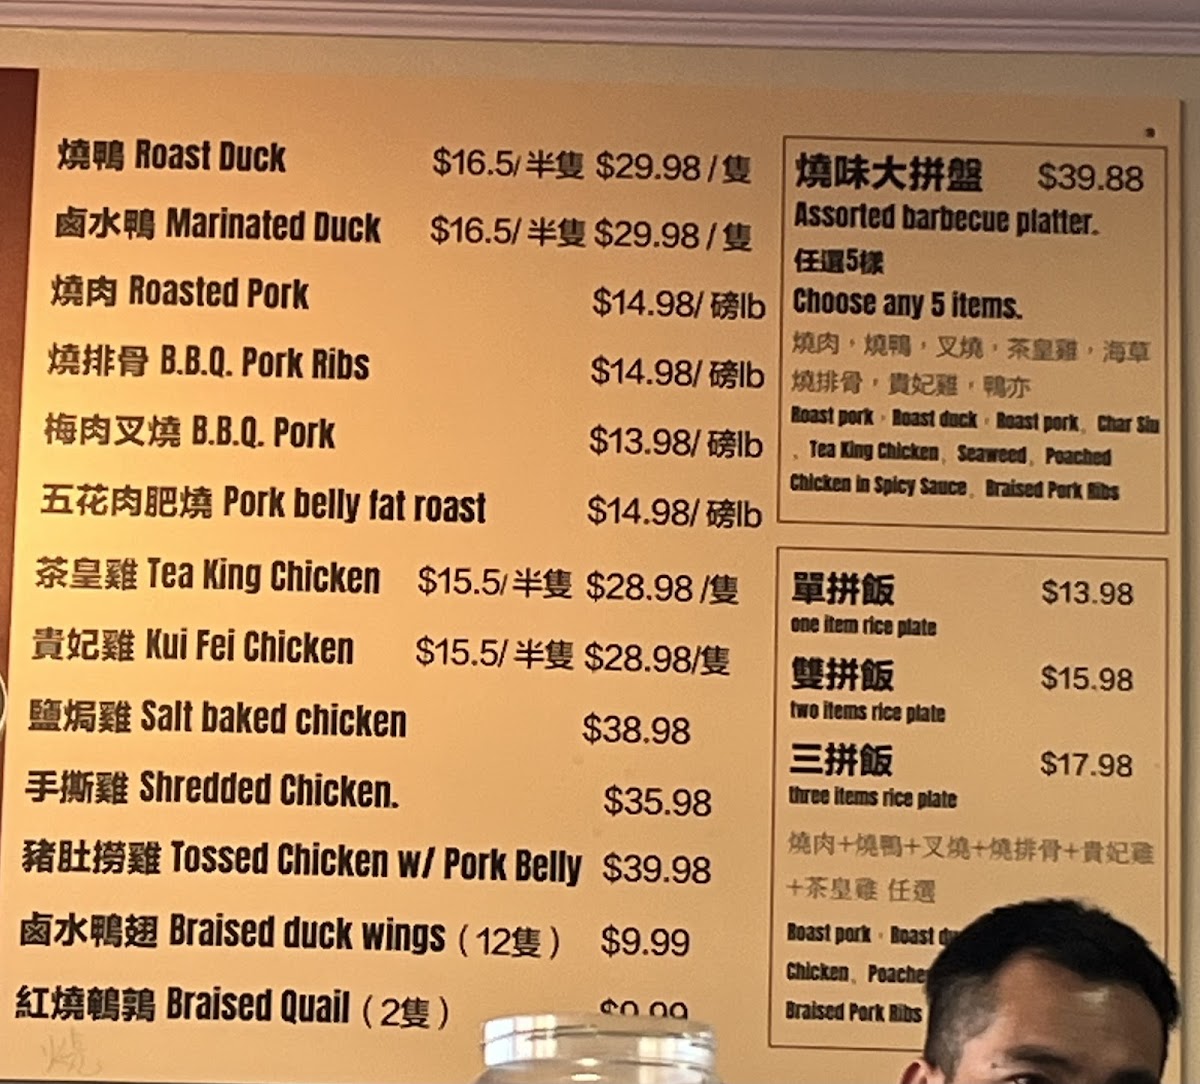 燒鴨 Roast Duck $16.5/半隻 $29.98/隻
鹵水鴨 Marinated Duck $16.5/半隻 $29.98/隻
燒肉 Roasted Pork $14.98/磅lb
燒排骨 B.B.Q. Pork Ribs $14.98/磅lb
梅肉叉燒 B.B.Q. Pork $13.98/磅lb
五花肉肥燒 Pork belly fat roast $14.98/磅lb
茶皇雞 Tea King Chicken $15.5/半隻 $28.98/隻
貴妃雞 Kui Fei Chicken $15.5/半隻 $28.98/隻
鹽焗雞 Salt baked chicken $38.98
手撕雞 Shredded Chicken. $35.98
豬肚撈雞 Tossed Chicken w/ Pork Belly $39.98
鹵水鴨翅 Braised duck wings (12隻) $9.99
紅燒鵪鶉 Braised Quail (2隻)
燒味大拼盤 $39.88
Assorted barbecue platter.
任選5樣
Choose any 5 items.
燒肉，燒鴨，叉燒，茶皇雞，海草
燒排骨，貴妃雞，鴨亦
Roast pork，Roast duck，Roast pork、Char Siu
、Tea King Chicken、Seaweed、Poached
Chicken in Spicy Sauce、Braised Pork Ribs
單拼飯 $13.98
one item rice plate
雙拼飯 $15.98
two items rice plate
三拼飯 $17.98
three items rice plate
燒肉+燒鴨+叉燒+燒排骨+貴妃雞
+茶皇雞 任選
Roast pork，Roast
Chicken、
Braised Pork Ribs